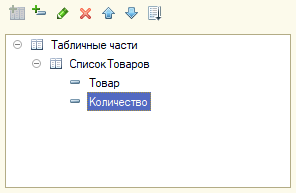 Табличные части
СписокТоваров
Товар
Количество